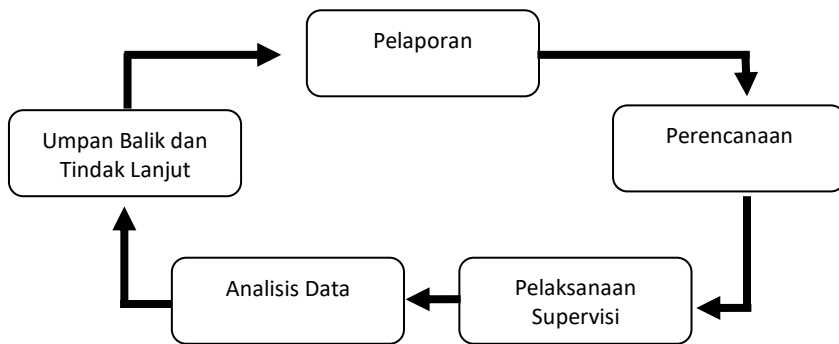 Pelaporan
Umpan Balik dan
Tindak Lanjut
Perencanaan
Analisis Data
Pelaksanaan
Supervisi